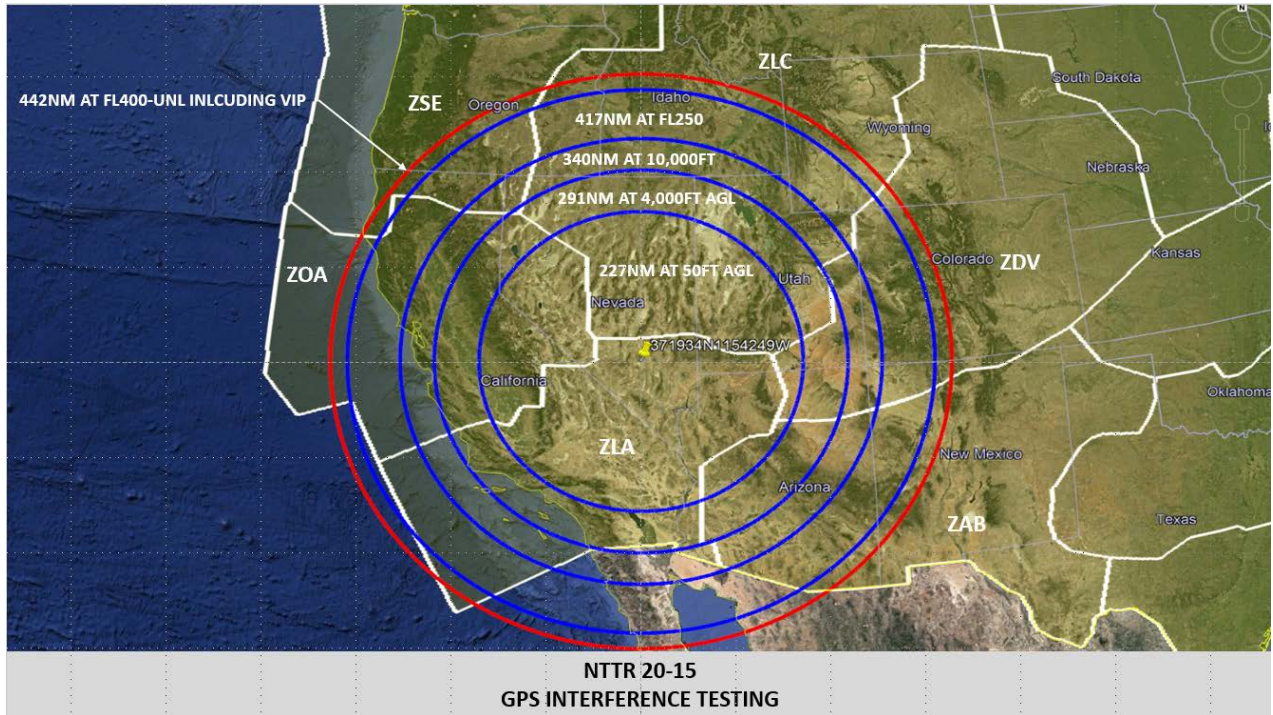 N
ZLC
South Dakota
442NM AT FL400-UNL INLCUDING VIP
ZSE
Oregon
Idaho
417NM AT FL250
Wyoming
340NM AT 10,000FT
Nebraska
291NM AT 4,000FT AGL
ZOA
227NM AT 50FT AGL
Utah
Colorado
ZDV
Kansas
Nevada
371934N1154249W
California
Oklahoma
ZLA
New Mexico
Arizona
ZAB
Texas
NTTR 20-15
GPS INTERFERENCE TESTING